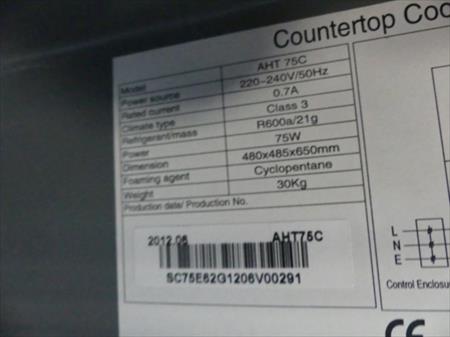 Countertop Coo
Model AHT 75C
Power source 220-240V/50Hz
Rated current 0.7A
Climate type Class 3
Refrigerant/mass R600a/21g
Power 75W
Dimension 480x485x650mm
Foaming agent Cyclopentane
Weight 30Kg
Production date/ Production No.
2012.06 AHT75C
SC75E62G1206V00291
L
N
E
Control Enclosu
CE